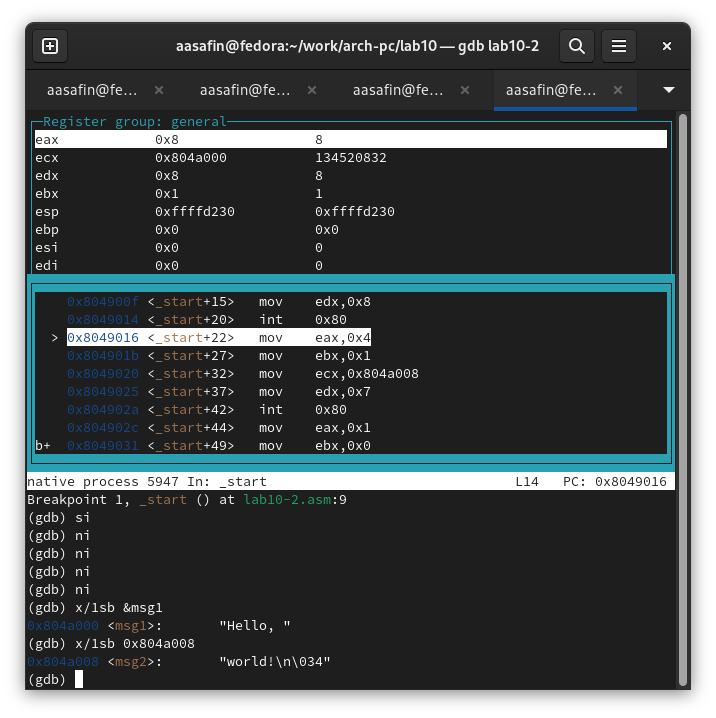 aasafin@fedora:~/work/arch-pc/lab10 — gdb lab10-2
aasafin@fe... × aasafin@fe... × aasafin@fe... × aasafin@fe... ×
Register group: general
eax 0x8 8
ecx 0x804a000 134520832
edx 0x8 8
ebx 0x1 1
esp 0xffffd230 0xffffd230
ebp 0x0 0x0
esi 0x0 0
edi 0x0 0
0x804900f <_start+15> mov edx,0x8
0x8049014 <_start+20> int 0x80
> 0x8049016 <_start+22> mov eax,0x4
0x804901b <_start+27> mov ebx,0x1
0x8049020 <_start+32> mov ecx,0x804a008
0x8049025 <_start+37> mov edx,0x7
0x804902a <_start+42> int 0x80
0x804902c <_start+44> mov eax,0x1
b+ 0x8049031 <_start+49> mov ebx,0x0
native process 5947 In: _start L14 PC: 0x8049016
Breakpoint 1, _start () at lab10-2.asm:9
(gdb) si
(gdb) ni
(gdb) ni
(gdb) ni
(gdb) ni
(gdb) x/1sb &msg1
0x804a000 <msg1>: "Hello, "
(gdb) x/1sb 0x804a008
0x804a008 <msg2>: "world!\n\034"
(gdb)